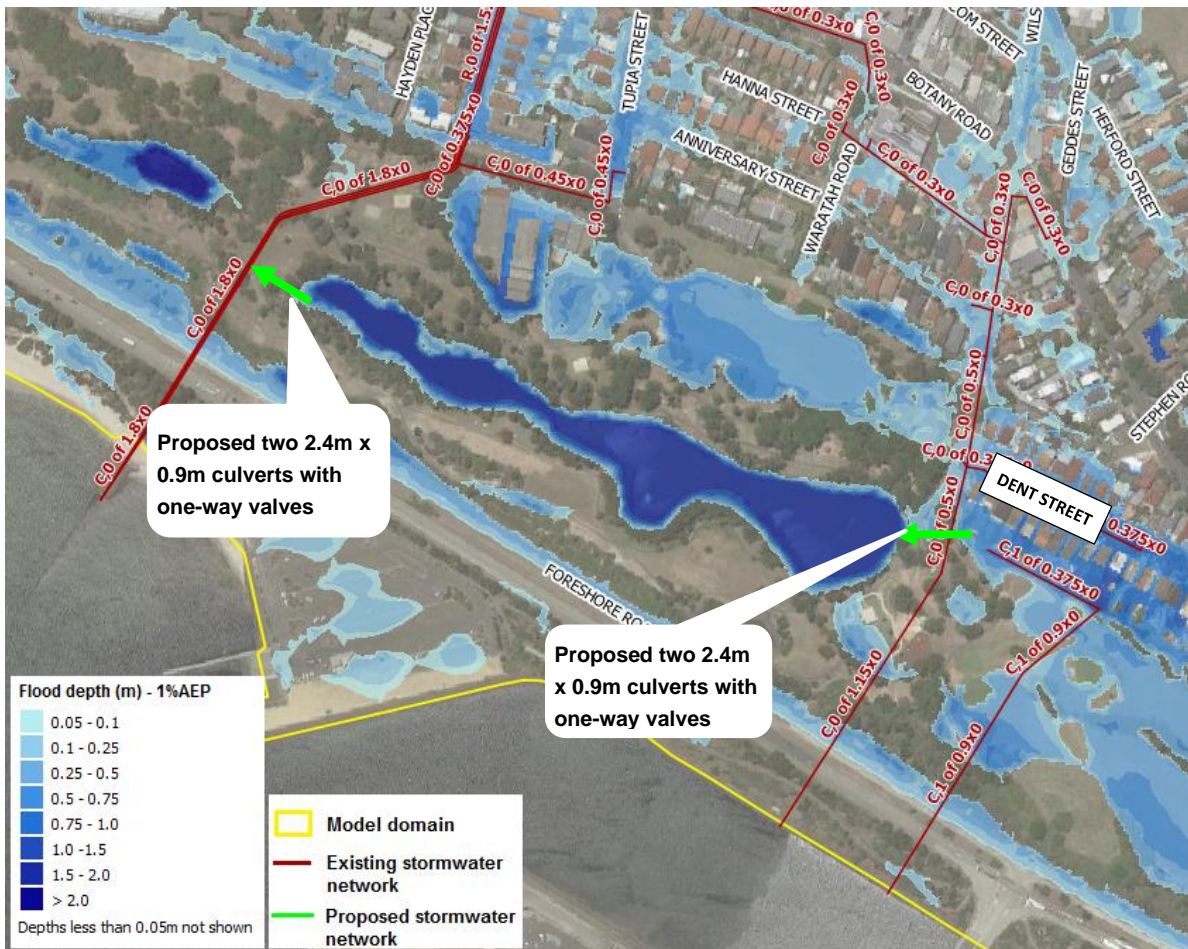 HAYDEN PLAC
R,0 of 1.5
TUPIA STREET
C,0 of 0.3x0
C,0 of 0.3x0
COM STREET
WILS
HANNA STREET
BOTANY ROAD
GEDDES STREET
HERFORD STREET
C,0 of 0.3x0
ANNIVERSARY STREET
WARATAH ROAD
C,0 of 0.375x0
C,0 of 1.8x0
C,0 of 0.45x0
C,0 of 0.45x0
C,0 of 0.3x0
C,0 of 0.3x0
C,0 of 0.3x0
C,0 of 1.8x0
C,0 of 0.3x0
C,0 of 0.5x0
STEPHEN RO
C,0 of 1.8x0
Proposed two 2.4m x
0.9m culverts with
one-way valves
C,0 of 0.3
0
DENT STREET
0.375x0
C,0 of 0.5x0
C,1 of 0.375x0
FORESHORE RO
Proposed two 2.4m
x 0.9m culverts with
one-way valves
C,1 of 0.9x0
C,0 of 1.15x0
C,1 of 0.9x0
Flood depth (m) - 1%AEP
0.05 - 0.1
0.1 - 0.25
0.25 - 0.5
0.5 - 0.75
0.75 - 1.0
1.0 -1.5
1.5 - 2.0
> 2.0
Depths less than 0.05m not shown
Model domain
Existing stormwater
network
Proposed stormwater
network